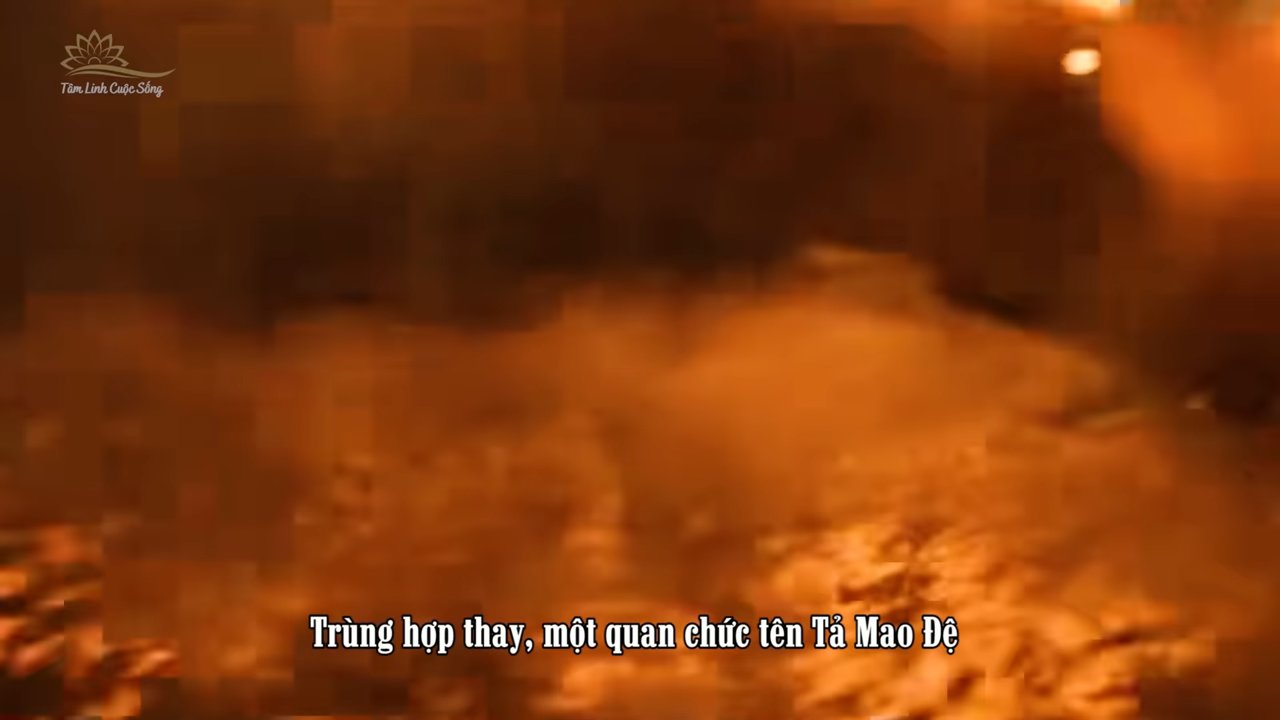 Tâm Linh Cuộc Sống
Trùng hợp thay, một quan chức tên Tả Mao Đệ